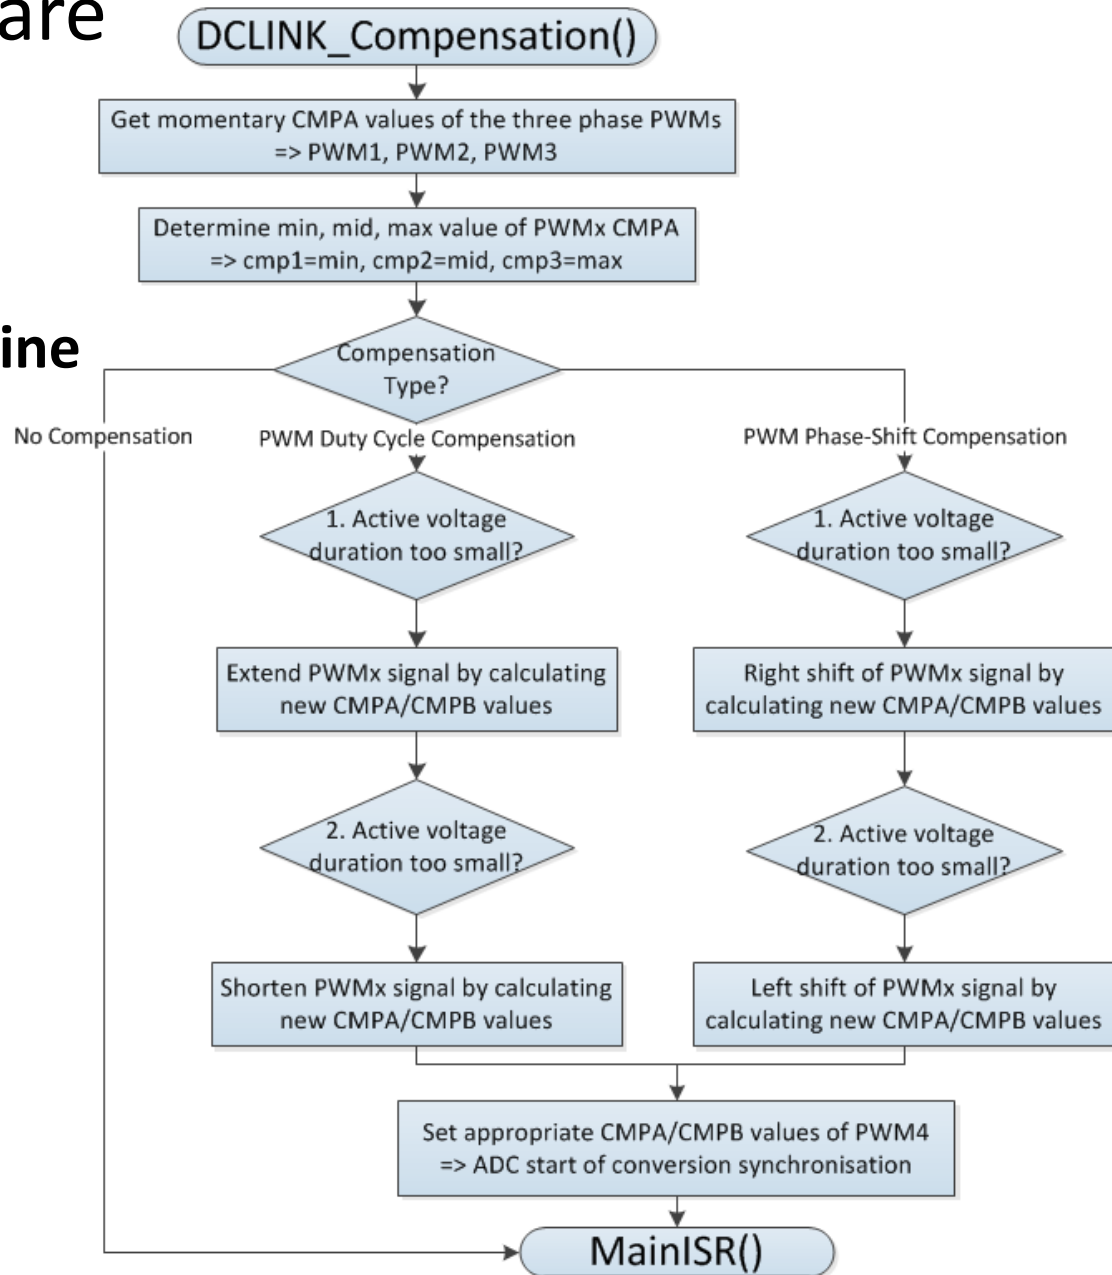 are
DCLINK_Compensation()
Get momentary CMPA values of the three phase PWMs
=> PWM1, PWM2, PWM3
Determine min, mid, max value of PWMx CMPA
=> cmp1=min, cmp2=mid, cmp3=max
ine
Compensation
Type?
No Compensation
PWM Duty Cycle Compensation
PWM Phase-Shift Compensation
1. Active voltage
duration too small?
1. Active voltage
duration too small?
Extend PWMx signal by calculating
new CMPA/CMPB values
Right shift of PWMx signal by
calculating new CMPA/CMPB values
2. Active voltage
duration too small?
2. Active voltage
duration too small?
Shorten PWMx signal by calculating
new CMPA/CMPB values
Left shift of PWMx signal by
calculating new CMPA/CMPB values
Set appropriate CMPA/CMPB values of PWM4
=> ADC start of conversion synchronisation
MainISR()